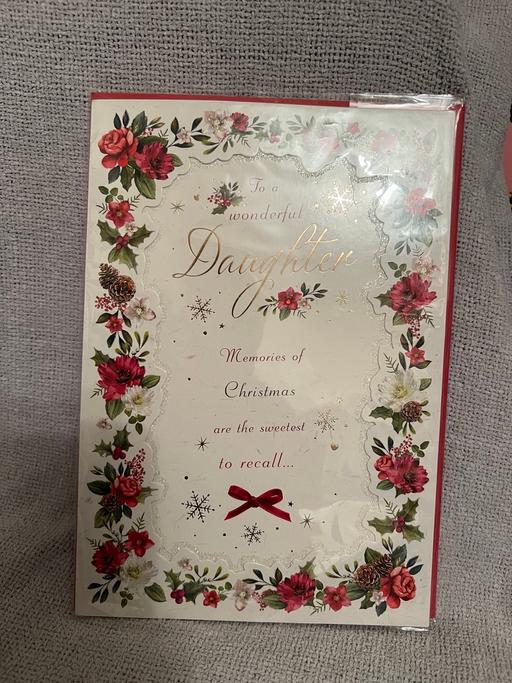 To a
wonderful
Daughter
Memories of
Christmas
are the sweetest
to recall...